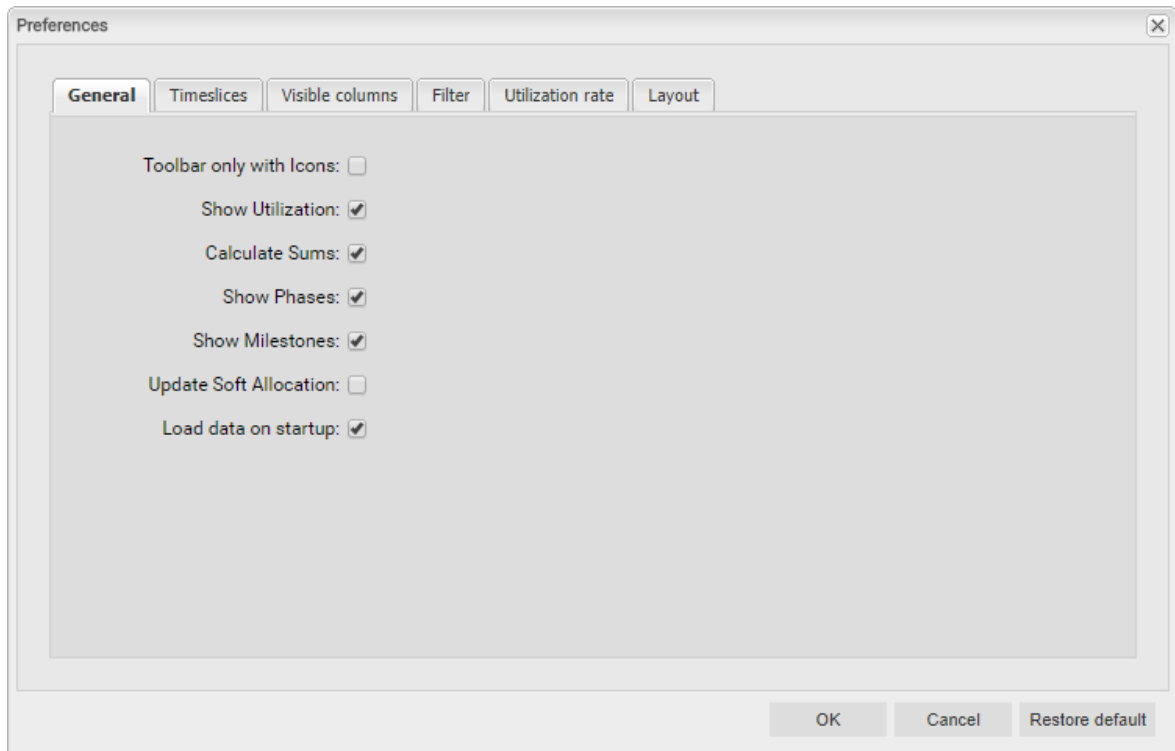 Preferences
General Timeslices Visible columns Filter Utilization rate Layout
Toolbar only with Icons:
Show Utilization:
Calculate Sums:
Show Phases:
Show Milestones:
Update Soft Allocation:
Load data on startup:
OK Cancel Restore default